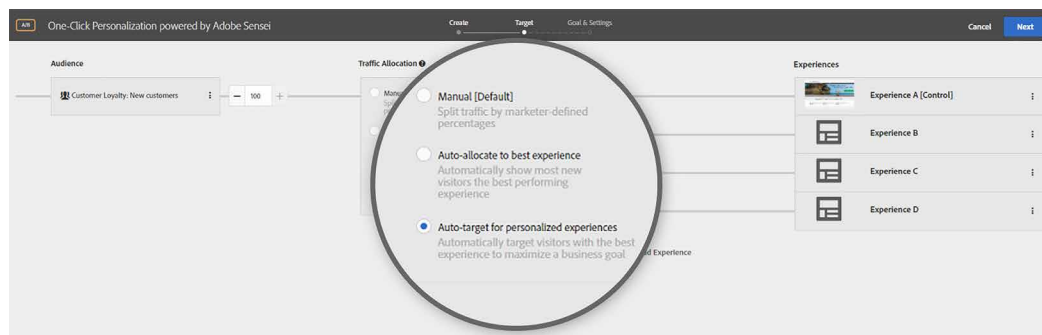 A/B One-Click Personalization powered by Adobe Sensei
Create Target Goal & Settings
Cancel Next
Audience
Traffic Allocation
Experiences
Customer Loyalty: New customers
− 100 +
Manual [Default]
Split traffic by marketer-defined
percentages
Auto-allocate to best experience
Automatically show most new
visitors the best performing
experience
Auto-target for personalized experiences
Automatically target visitors with the best
experience to maximize a business goal
Experience
Experience A [Control]
Experience B
Experience C
Experience D